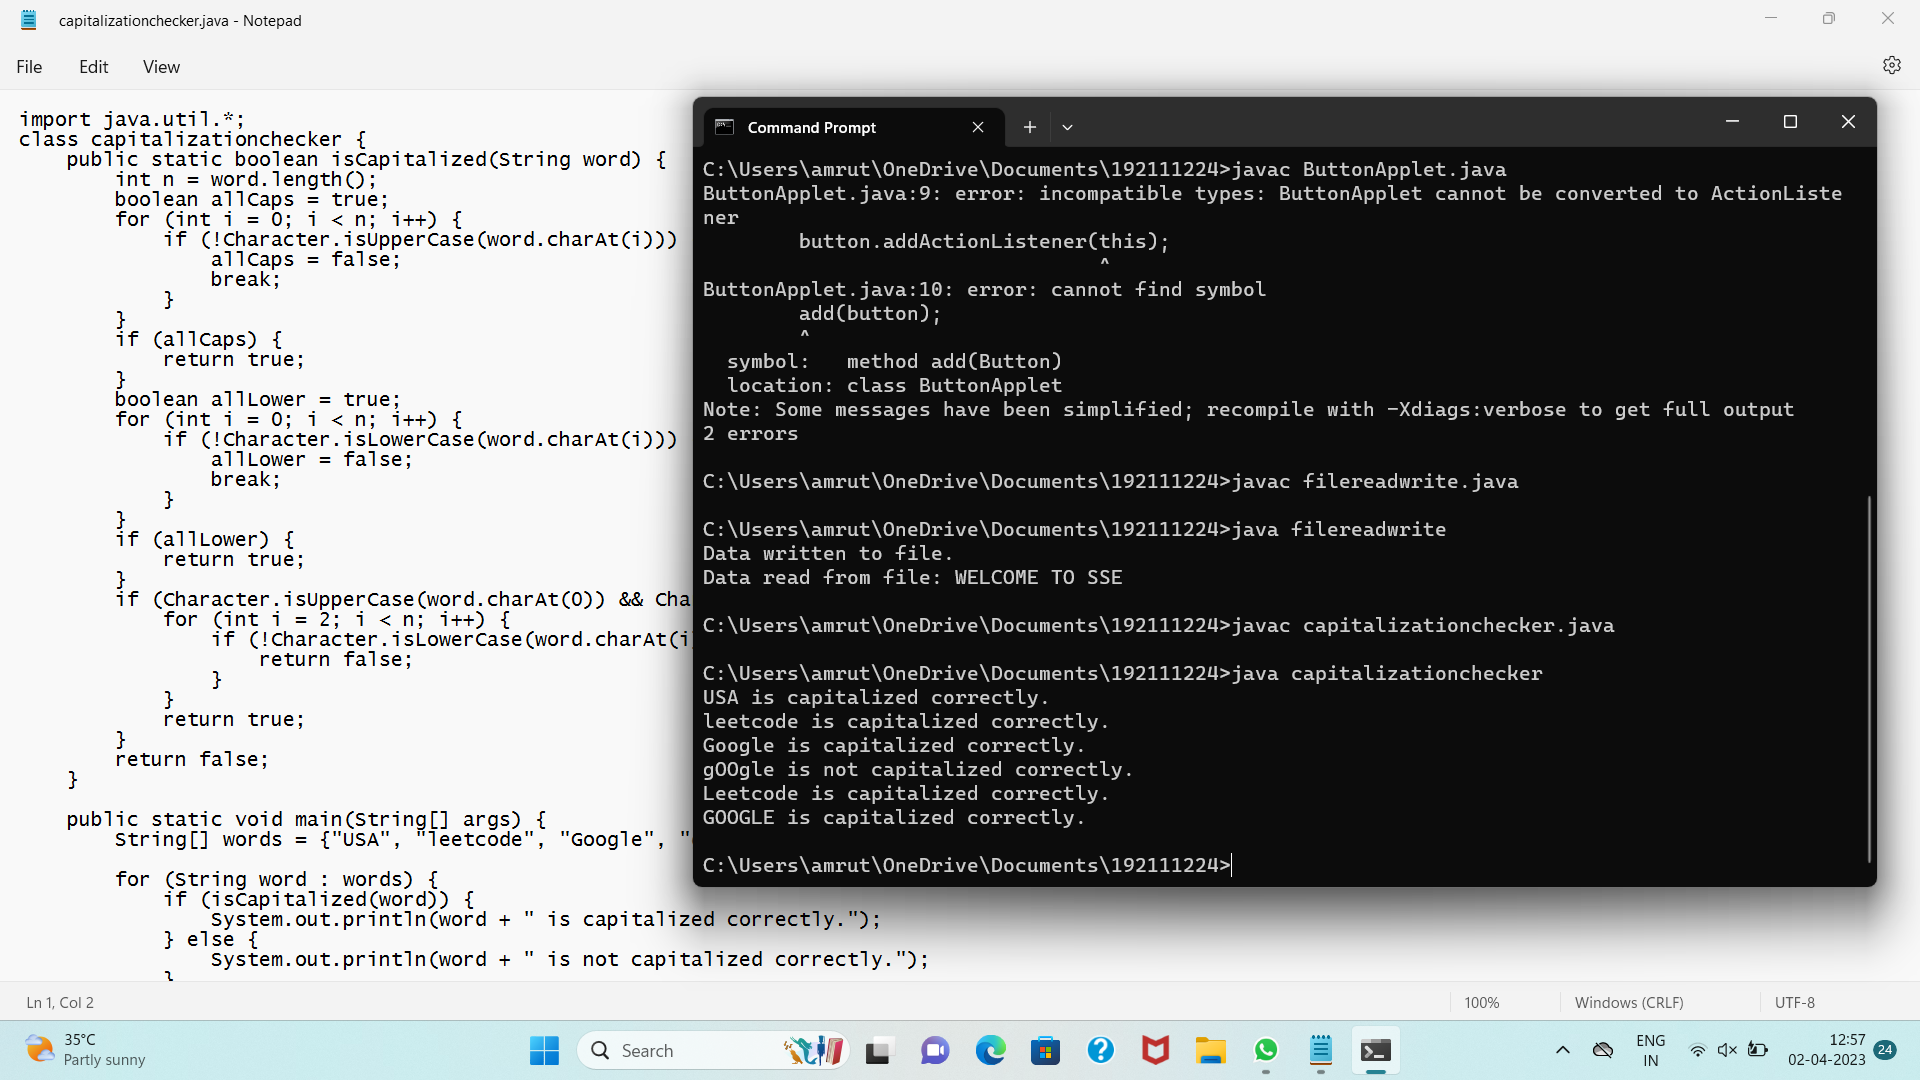 capitalizationchecker.java - Notepad
File Edit View
import java.util.*;
class capitalizationchecker {
    public static boolean isCapitalized(String word) {
        int n = word.length();
        boolean allCaps = true;
        for (int i = 0; i < n; i++) {
            if (!Character.isUpperCase(word.charAt(i)))
                allCaps = false;
                break;
            }
        }
        if (allCaps) {
            return true;
        }
        boolean allLower = true;
        for (int i = 0; i < n; i++) {
            if (!Character.isLowerCase(word.charAt(i)))
                allLower = false;
                break;
            }
        }
        if (allLower) {
            return true;
        }
        if (Character.isUpperCase(word.charAt(0)) && Cha
            for (int i = 2; i < n; i++) {
                if (!Character.isLowerCase(word.charAt(i
                    return false;
                }
            }
            return true;
        }
        return false;
    }
    public static void main(String[] args) {
        String[] words = {"USA", "leetcode", "Google", "
        for (String word : words) {
            if (isCapitalized(word)) {
                System.out.println(word + " is capitalized correctly.");
            } else {
                System.out.println(word + " is not capitalized correctly.");
            }
Command Prompt
C:\Users\amrut\OneDrive\Documents\192111224>javac ButtonApplet.java
ButtonApplet.java:9: error: incompatible types: ButtonApplet cannot be converted to ActionListe
ner
        button.addActionListener(this);
                                 ^
ButtonApplet.java:10: error: cannot find symbol
        add(button);
        ^
  symbol:   method add(Button)
  location: class ButtonApplet
Note: Some messages have been simplified; recompile with -Xdiags:verbose to get full output
2 errors
C:\Users\amrut\OneDrive\Documents\192111224>javac filereadwrite.java
C:\Users\amrut\OneDrive\Documents\192111224>java filereadwrite
Data written to file.
Data read from file: WELCOME TO SSE
C:\Users\amrut\OneDrive\Documents\192111224>javac capitalizationchecker.java
C:\Users\amrut\OneDrive\Documents\192111224>java capitalizationchecker
USA is capitalized correctly.
leetcode is capitalized correctly.
Google is capitalized correctly.
gOOgle is not capitalized correctly.
Leetcode is capitalized correctly.
GOOGLE is capitalized correctly.
C:\Users\amrut\OneDrive\Documents\192111224>
Ln 1, Col 2
100%
Windows (CRLF)
UTF-8
35°C
Partly sunny
Search
ENG
IN
12:57
02-04-2023
24